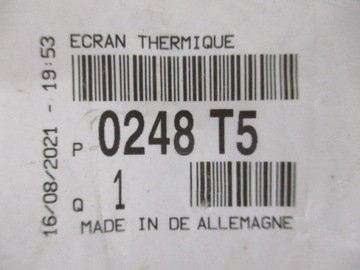 ECRAN THERMIQUE
P 0248 T5
Q 1
MADE IN DE ALLEMAGNE
16/08/2021 - 19:53